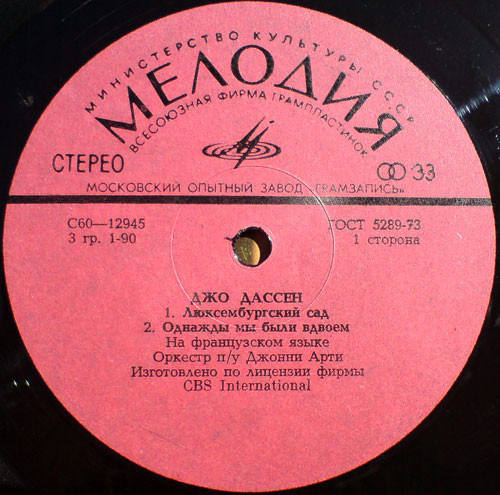 МИНИСТЕРСТВО КУЛЬТУРЫ СССР
МЕЛОДИЯ
ВСЕСОЮЗНАЯ ФИРМА ГРАМПЛАСТИНОК
СТЕРЕО
33
МОСКОВСКИЙ ОПЫТНЫЙ ЗАВОД «ГРАМЗАПИСЬ»
С60—12945
ГОСТ 5289-73
3 гр. 1-90
1 сторона
ДЖО ДАССЕН
1. Люксембургский сад
2. Однажды мы были вдвоем
На французском языке
Оркестр п/у Джонни Арти
Изготовлено по лицензии фирмы
CBS International